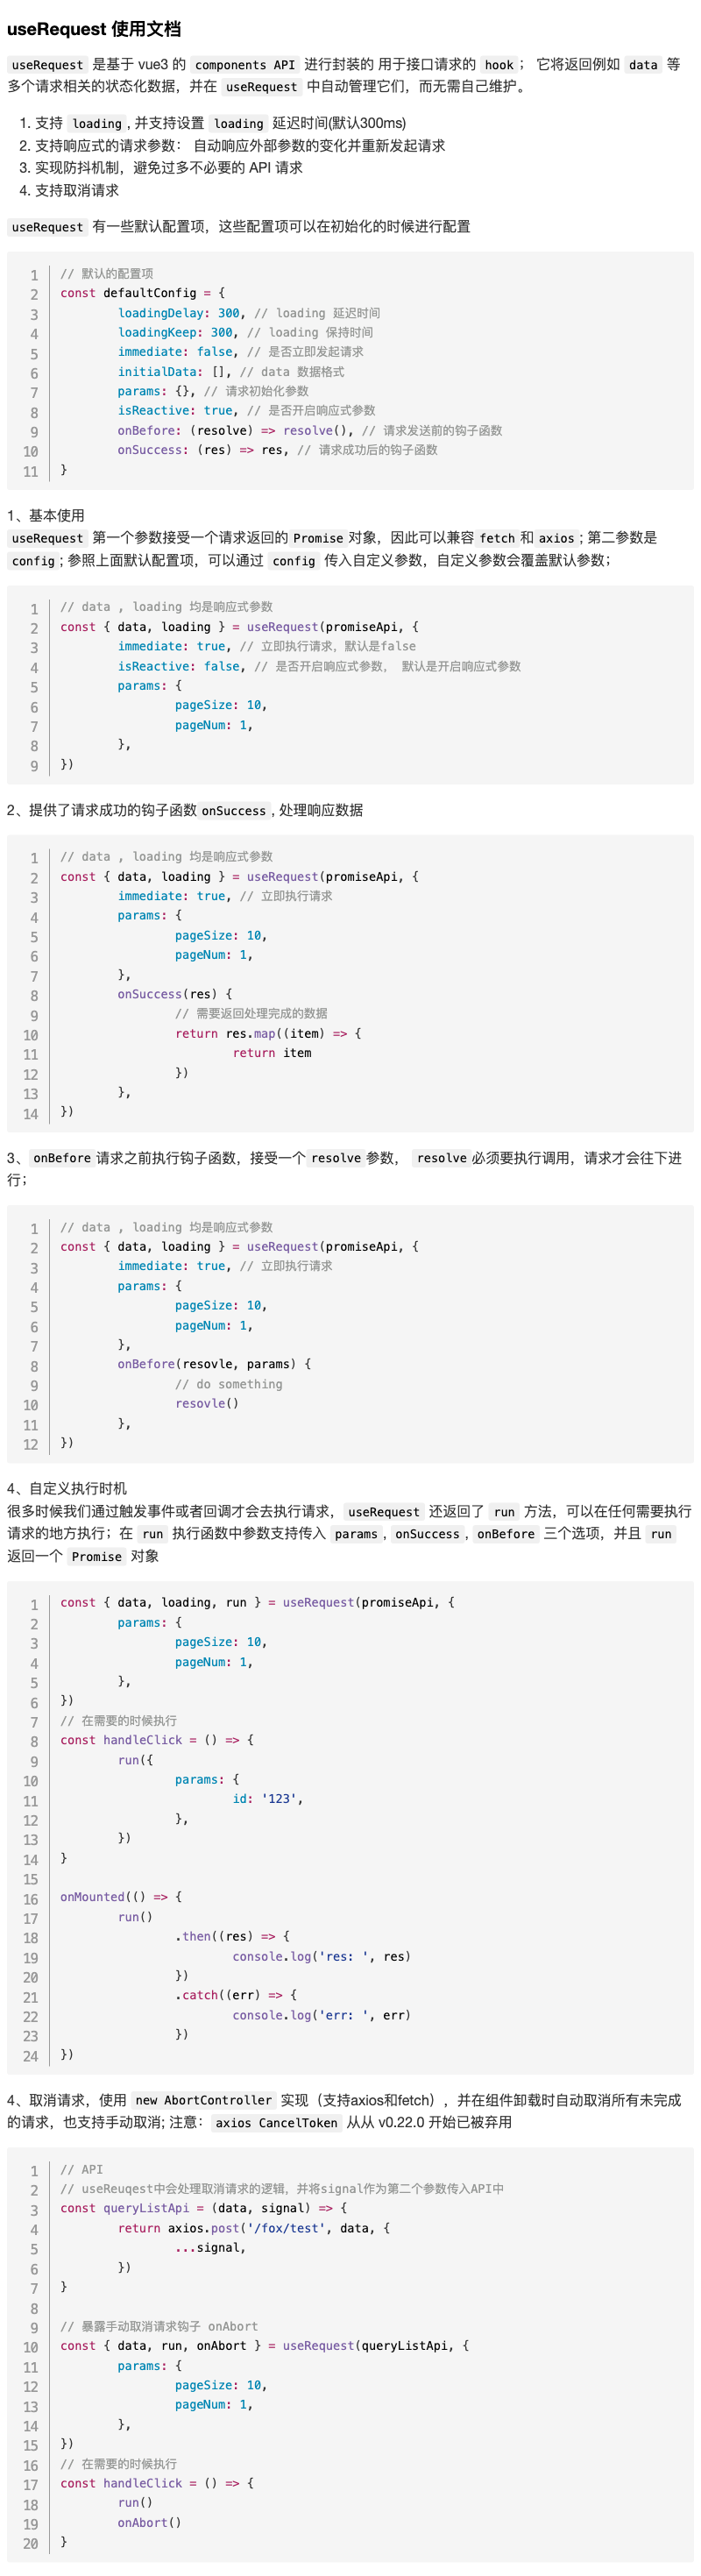 useRequest 使用文档
useRequest 是基于 vue3 的 components API 进行封装的 用于接口请求的 hook ； 它将返回例如 data 等
多个请求相关的状态化数据，并在 useRequest 中自动管理它们，而无需自己维护。
1. 支持 loading , 并支持设置 loading 延迟时间(默认300ms)
2. 支持响应式的请求参数： 自动响应外部参数的变化并重新发起请求
3. 实现防抖机制，避免过多不必要的 API 请求
4. 支持取消请求
useRequest 有一些默认配置项，这些配置项可以在初始化的时候进行配置
1 // 默认的配置项
2 const defaultConfig = {
3 loadingDelay: 300, // loading 延迟时间
4 loadingKeep: 300, // loading 保持时间
5 immediate: false, // 是否立即发起请求
6 initialData: [], // data 数据格式
7 params: {}, // 请求初始化参数
8 isReactive: true, // 是否开启响应式参数
9 onBefore: (resolve) => resolve(), // 请求发送前的钩子函数
10 onSuccess: (res) => res, // 请求成功后的钩子函数
11 }
1、基本使用
useRequest 第一个参数接受一个请求返回的 Promise 对象，因此可以兼容 fetch 和 axios ; 第二参数是
config ; 参照上面默认配置项，可以通过 config 传入自定义参数，自定义参数会覆盖默认参数；
1 // data , loading 均是响应式参数
2 const { data, loading } = useRequest(promiseApi, {
3 immediate: true, // 立即执行请求，默认是false
4 isReactive: false, // 是否开启响应式参数， 默认是开启响应式参数
5 params: {
6 pageSize: 10,
7 pageNum: 1,
8 },
9 })
2、提供了请求成功的钩子函数 onSuccess , 处理响应数据
1 // data , loading 均是响应式参数
2 const { data, loading } = useRequest(promiseApi, {
3 immediate: true, // 立即执行请求
4 params: {
5 pageSize: 10,
6 pageNum: 1,
7 },
8 onSuccess(res) {
9 // 需要返回处理完成的数据
10 return res.map((item) => {
11 return item
12 })
13 },
14 })
3、 onBefore 请求之前执行钩子函数，接受一个 resolve 参数， resolve 必须要执行调用，请求才会往下进
行；
1 // data , loading 均是响应式参数
2 const { data, loading } = useRequest(promiseApi, {
3 immediate: true, // 立即执行请求
4 params: {
5 pageSize: 10,
6 pageNum: 1,
7 },
8 onBefore(resovle, params) {
9 // do something
10 resovle()
11 },
12 })
4、自定义执行时机
很多时候我们通过触发事件或者回调才会去执行请求， useRequest 还返回了 run 方法，可以在任何需要执行
请求的地方执行；在 run 执行函数中参数支持传入 params , onSuccess , onBefore 三个选项，并且 run
返回一个 Promise 对象
1 const { data, loading, run } = useRequest(promiseApi, {
2 params: {
3 pageSize: 10,
4 pageNum: 1,
5 },
6 })
7 // 在需要的时候执行
8 const handleClick = () => {
9 run({
10 params: {
11 id: '123',
12 },
13 })
14 }
15
16 onMounted(() => {
17 run()
18 .then((res) => {
19 console.log('res: ', res)
20 })
21 .catch((err) => {
22 console.log('err: ', err)
23 })
24 })
4、取消请求，使用 new AbortController 实现（支持axios和fetch），并在组件卸载时自动取消所有未完成
的请求，也支持手动取消; 注意： axios CancelToken 从从 v0.22.0 开始已被弃用
1 // API
2 // useReuqest中会处理取消请求的逻辑，并将signal作为第二个参数传入API中
3 const queryListApi = (data, signal) => {
4 return axios.post('/fox/test', data, {
5 ...signal,
6 })
7 }
8
9 // 暴露手动取消请求钩子 onAbort
10 const { data, run, onAbort } = useRequest(queryListApi, {
11 params: {
12 pageSize: 10,
13 pageNum: 1,
14 },
15 })
16 // 在需要的时候执行
17 const handleClick = () => {
18 run()
19 onAbort()
20 }